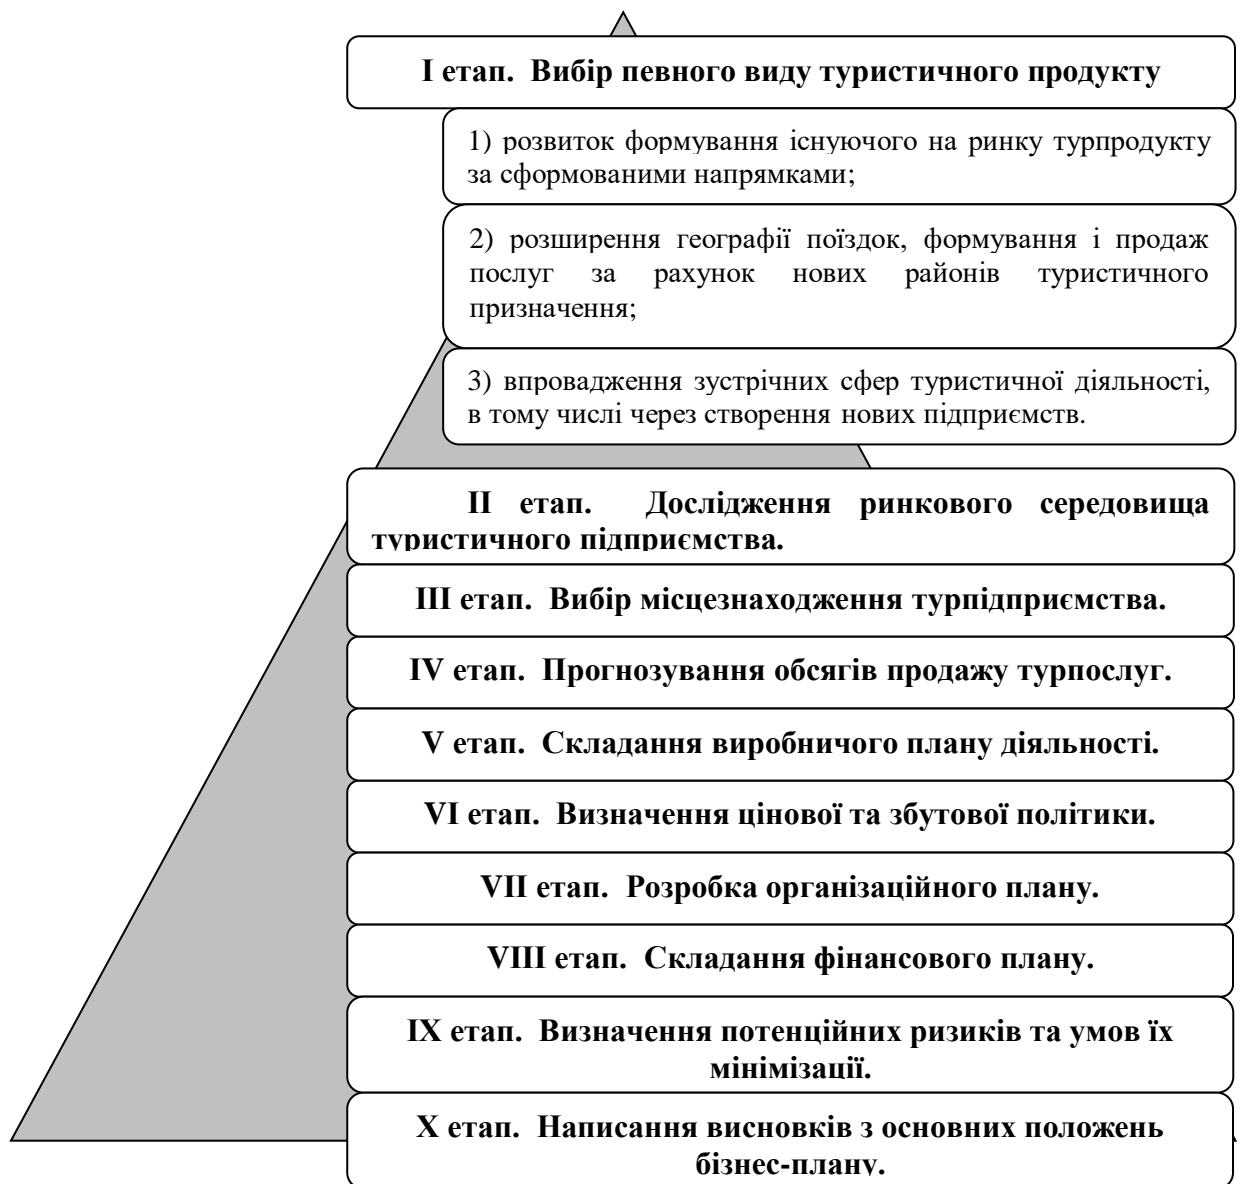 І етап. Вибір певного виду туристичного продукту
1) розвиток формування існуючого на ринку турпродукту
за сформованими напрямками;
2) розширення географії поїздок, формування і продаж
послуг за рахунок нових районів туристичного
призначення;
3) впровадження зустрічних сфер туристичної діяльності,
в тому числі через створення нових підприємств.
ІІ етап. Дослідження ринкового середовища
туристичного підприємства.
ІІІ етап. Вибір місцезнаходження турпідприємства.
IV етап. Прогнозування обсягів продажу турпослуг.
V етап. Складання виробничого плану діяльності.
VI етап. Визначення цінової та збутової політики.
VII етап. Розробка організаційного плану.
VIII етап. Складання фінансового плану.
IX етап. Визначення потенційних ризиків та умов їх
мінімізації.
X етап. Написання висновків з основних положень
бізнес-плану.